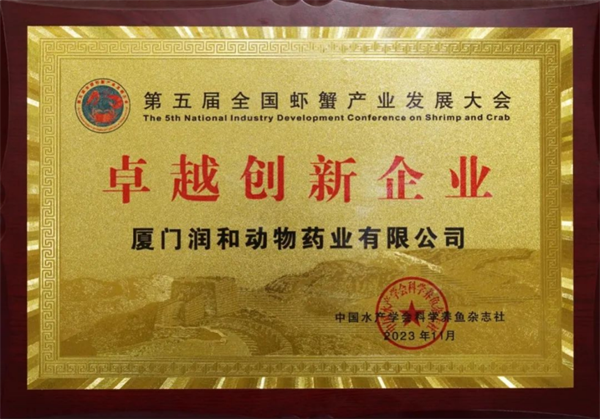 第五届全国虾蟹产业发展大会
The 5th National Industry Development Conference on Shrimp and Crab
卓越创新企业
厦门润和动物药业有限公司
中国水产学会科学养鱼杂志社
2023年11月